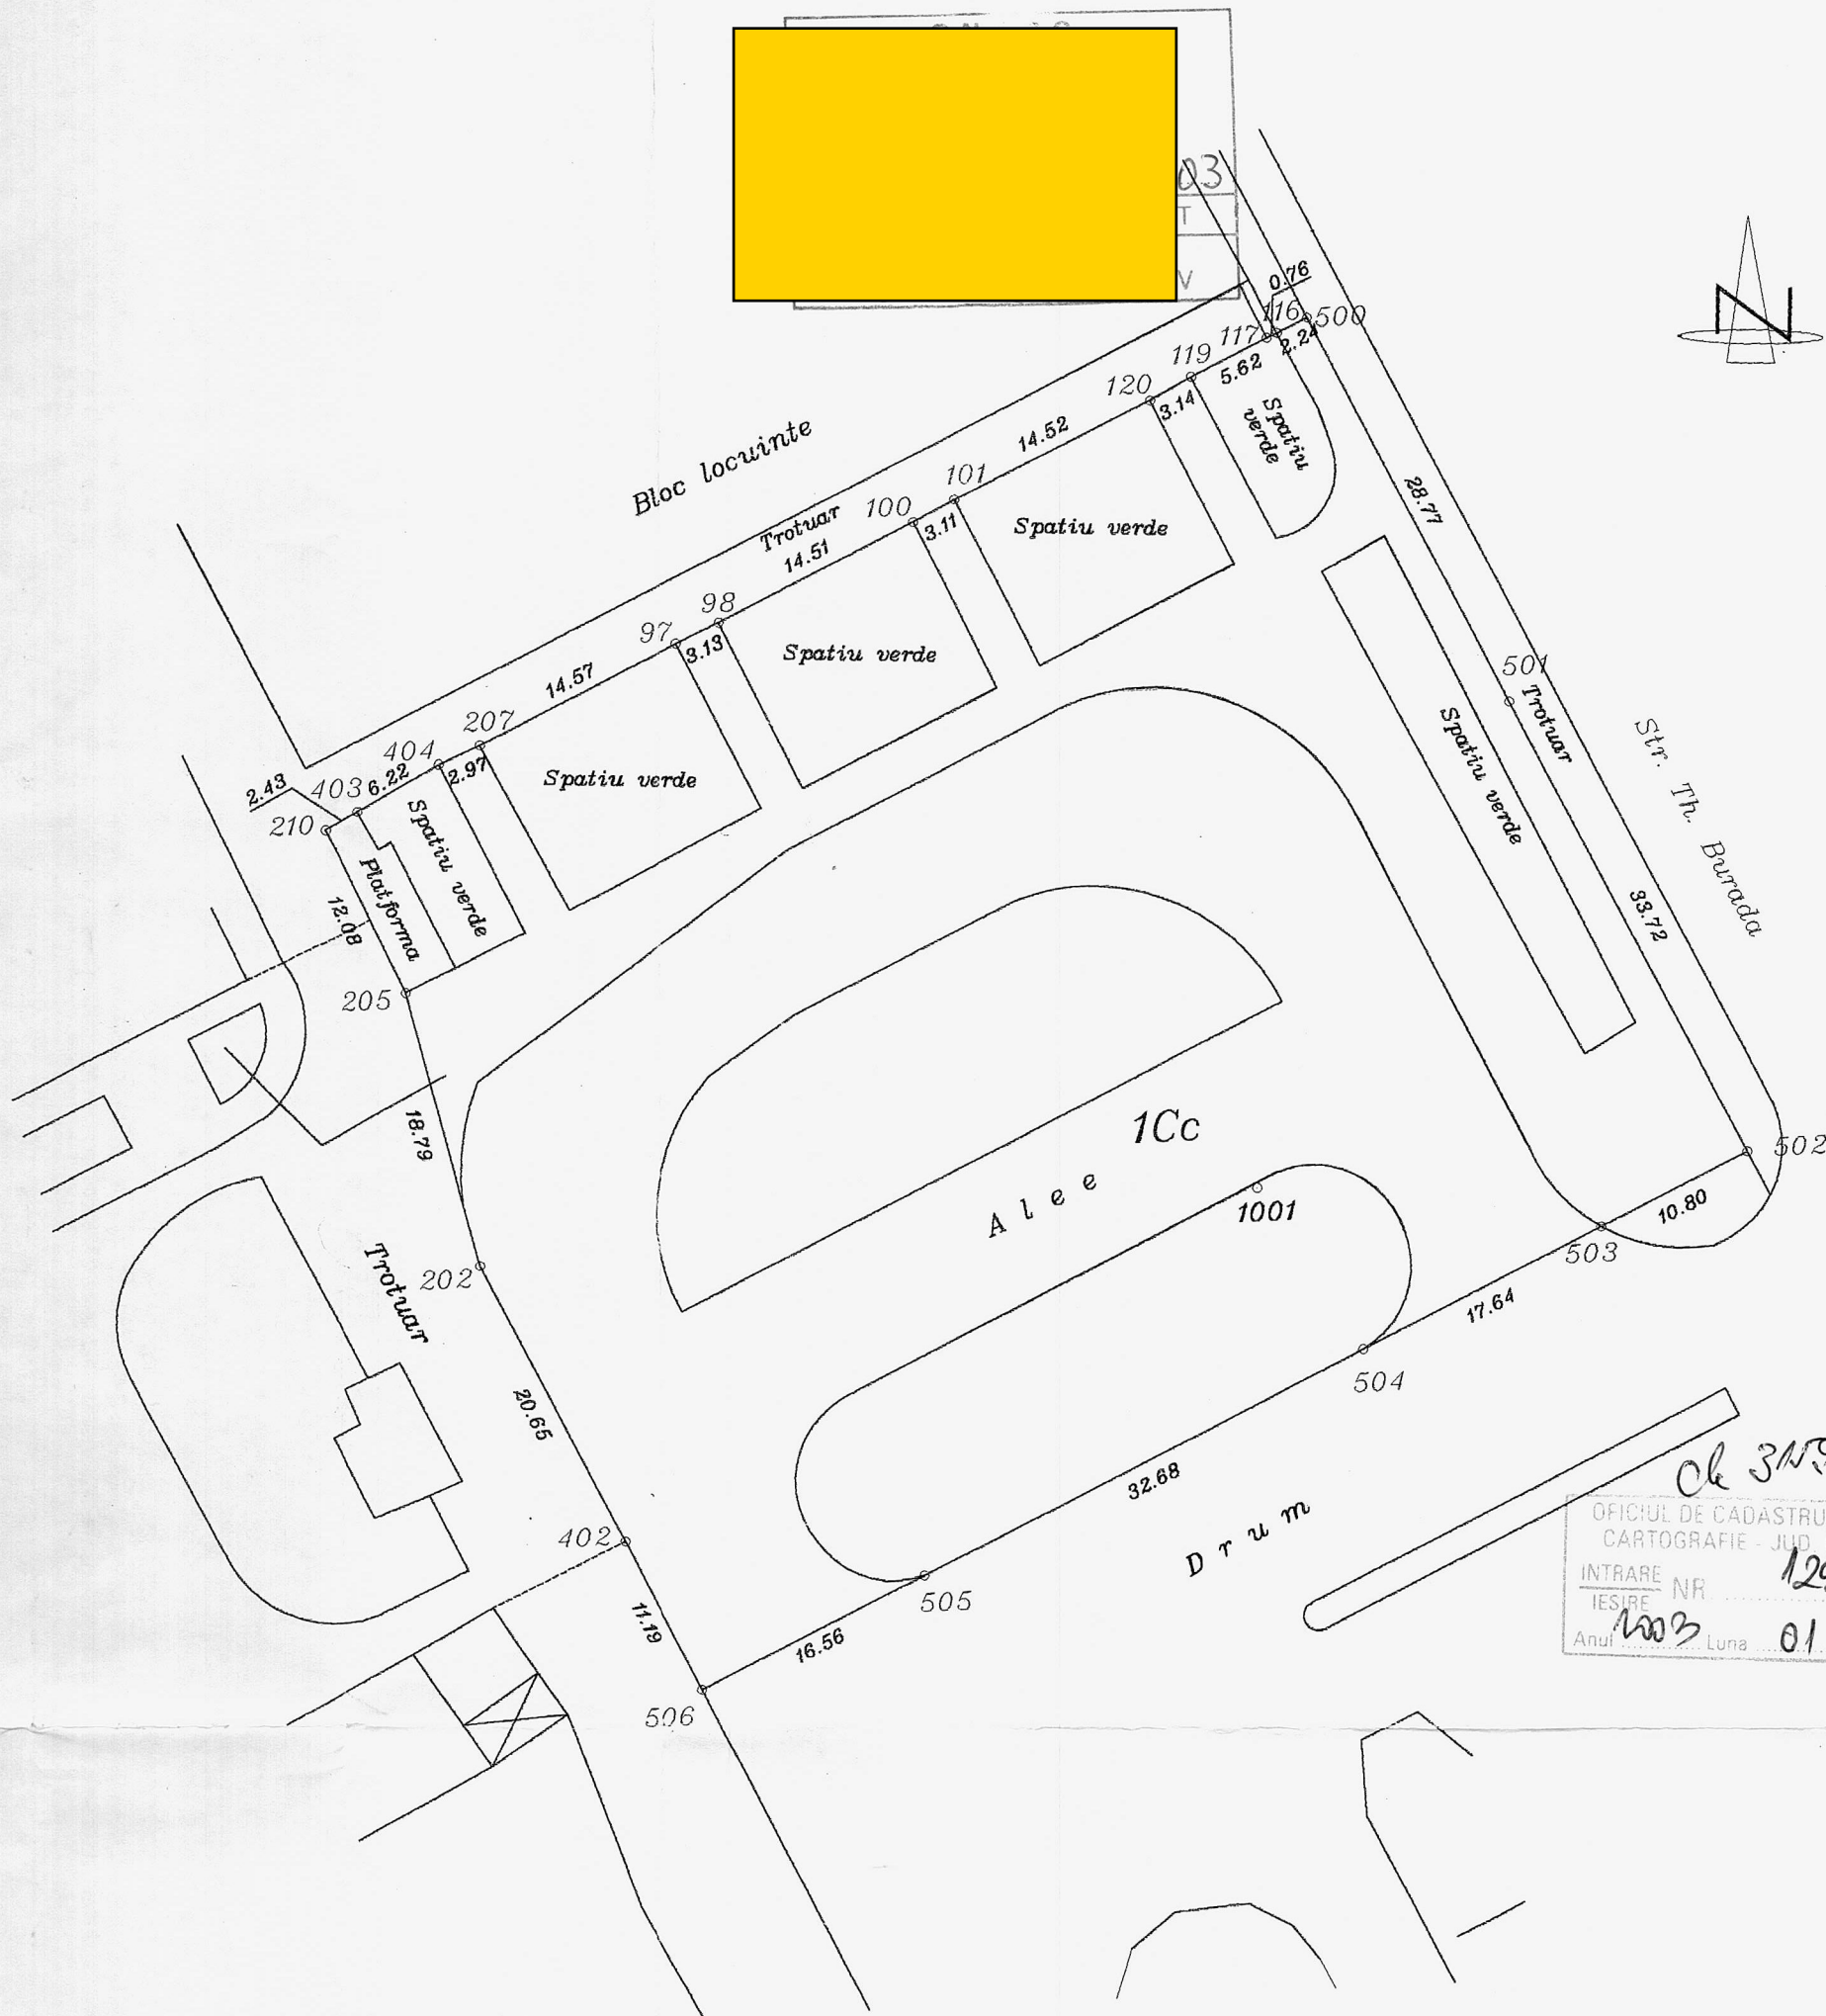 03
T
V
0.76
116
500
117
2.24
119
5.62
120
3.14
Spatiu
verde
14.52
Bloc locuinte
101
100
3.11
Trotuar
14.51
Spatiu verde
28.77
98
97
3.13
Spatiu verde
14.57
501
Trotuar
207
404
2.97
Spatiu verde
Spatiu verde
Str. Th. Burada
2.43
403
6.22
210
Spatiu verde
Platforma
12.08
33.72
205
18.79
1Cc
Alee
1001
502
10.80
503
Trotuar
202
17.64
504
20.65
32.68
Drum
402
505
11.19
16.56
506
N
OFICIUL DE CADASTRU
CARTOGRAFIE - JUD.
INTRARE
IESIRE
NR
Anul 2003 Luna 01